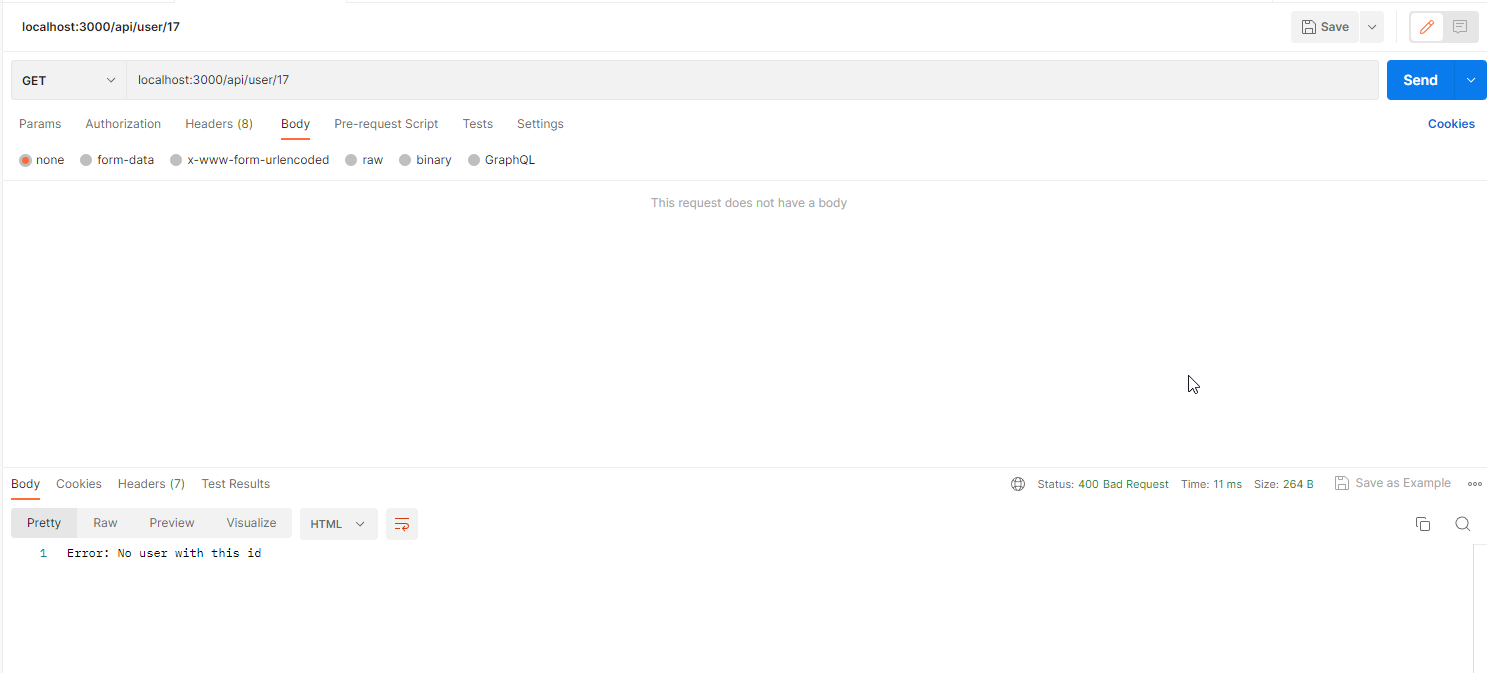 localhost:3000/api/user/17
Save
GET
localhost:3000/api/user/17
Send
Params Authorization Headers (8) Body Pre-request Script Tests Settings Cookies
none form-data x-www-form-urlencoded raw binary GraphQL
This request does not have a body
Body Cookies Headers (7) Test Results Status: 400 Bad Request Time: 11 ms Size: 264 B Save as Example
Pretty Raw Preview Visualize HTML
1 Error: No user with this id